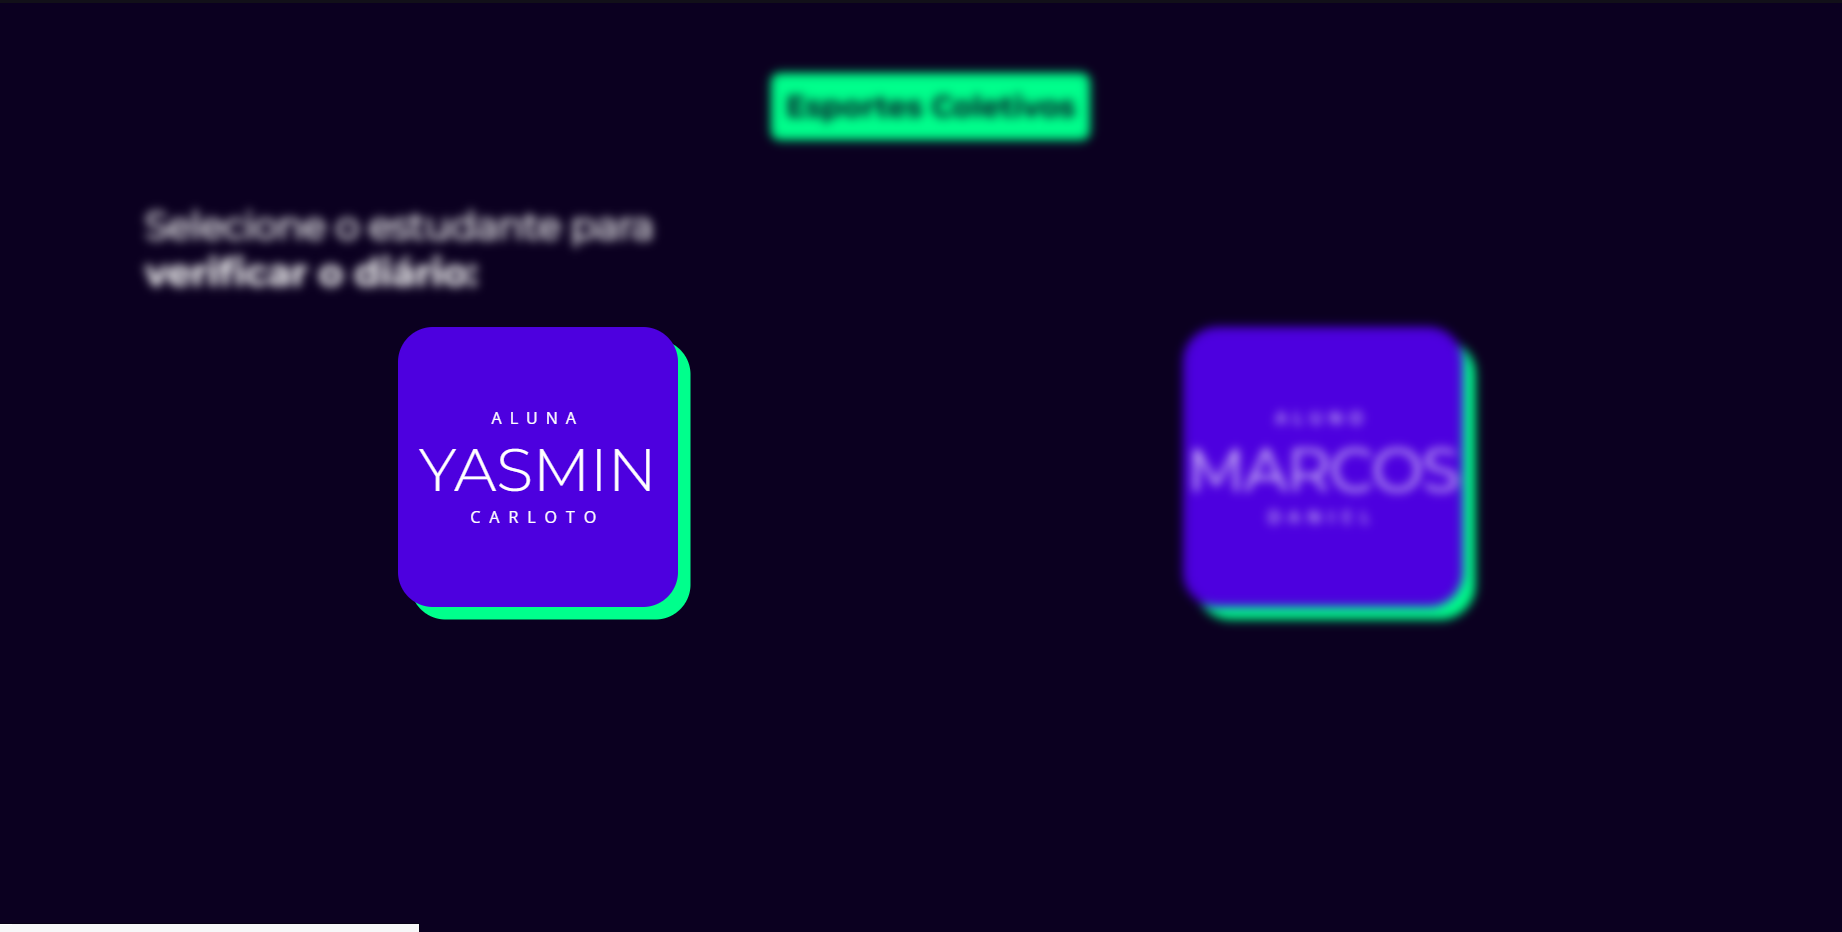 Esportes Coletivos
Selecione o estudante para
verificar o diário:
ALUNA
YASMIN
CARLOTO
ALUNO
MARCOS
DANIEL